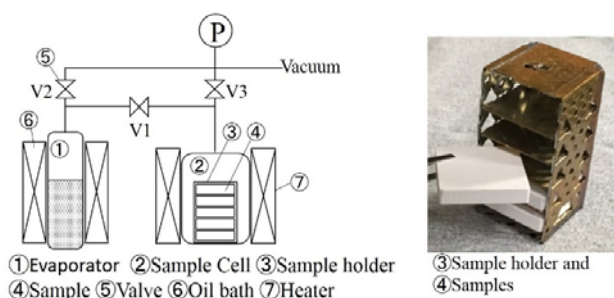 P
⑤
Vacuum
V2
V3
V1
⑥
①
②
③
④
⑦
①Evaporator ②Sample Cell ③Sample holder
④Sample ⑤Valve ⑥Oil bath ⑦Heater
③Sample holder and
④Samples